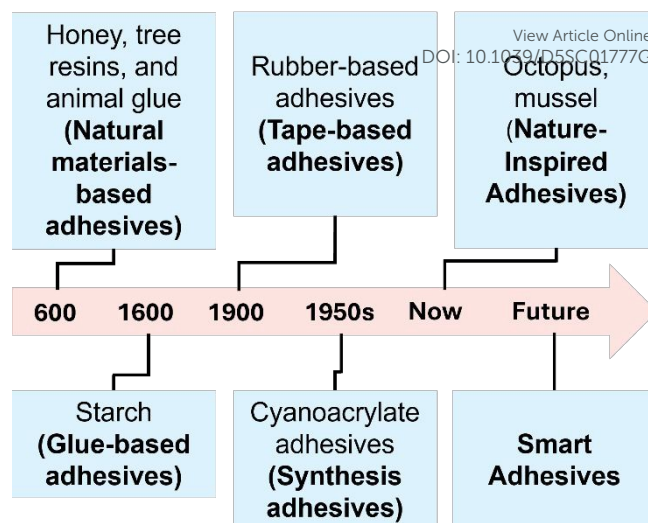 Honey, tree
resins, and
animal glue
(Natural
materials-
based
adhesives)
Rubber-based
adhesives
(Tape-based
adhesives)
View Article Online
DOI: 10.1039/D5SC01777G
Octopus,
mussel
(Nature-
Inspired
Adhesives)
600 1600 1900 1950s Now Future
Starch
(Glue-based
adhesives)
Cyanoacrylate
adhesives
(Synthesis
adhesives)
Smart
Adhesives